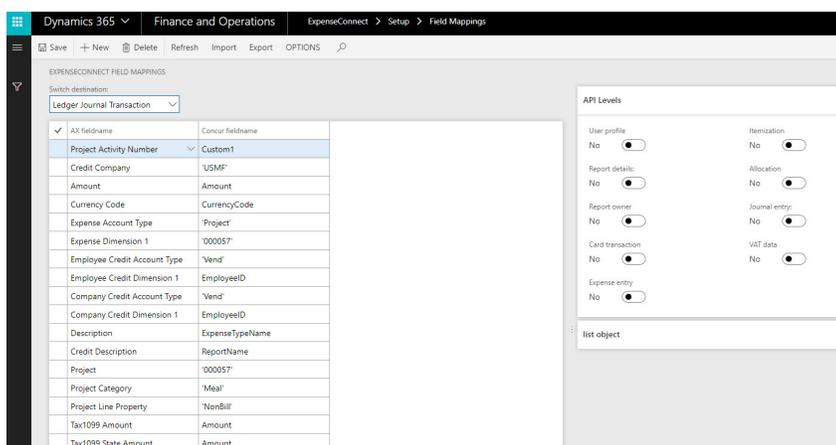 Dynamics 365 Finance and Operations ExpenseConnect > Setup > Field Mappings
Save New Delete Refresh Import Export OPTIONS
EXPENSECONNECT FIELD MAPPINGS
Switch destination:
Ledger Journal Transaction
AX fieldname Concur fieldname
Project Activity Number Custom1
Credit Company 'USMF'
Amount Amount
Currency Code CurrencyCode
Expense Account Type 'Project'
Expense Dimension 1 '000057'
Employee Credit Account Type 'Vend'
Employee Credit Dimension 1 EmployeeID
Company Credit Account Type 'Vend'
Company Credit Dimension 1 EmployeeID
Description ExpenseTypeName
Credit Description ReportName
Project '000057'
Project Category 'Meal'
Project Line Property 'NonBill'
Tax1099 Amount Amount
Tax1099 State Amount Amount
API Levels
User profile Itemization
No No
Report details: Allocation
No No
Report owner Journal entry:
No No
Card transaction VAT data
No No
Expense entry
No
list object